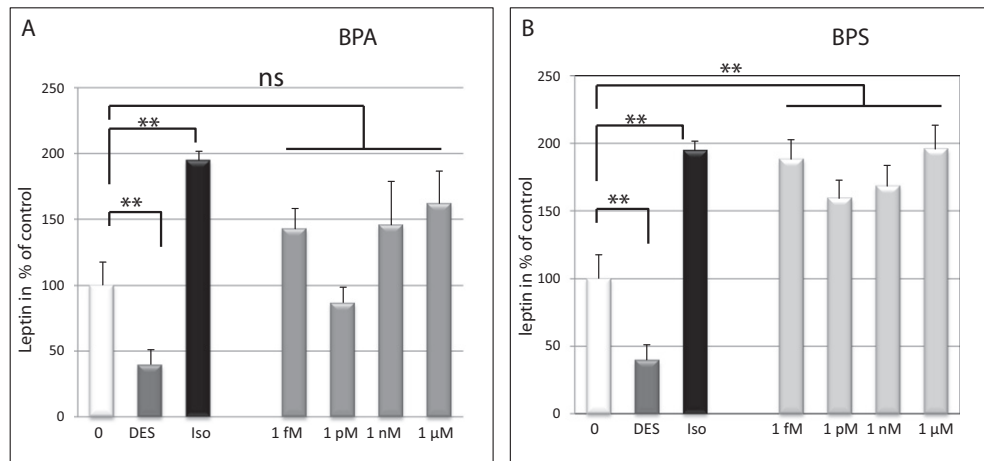 A
BPA
ns
**
**
250
200
150
100
50
0
Leptin in % of control
0 DES Iso 1 fM 1 pM 1 nM 1 µM
B
BPS
**
**
**
250
200
150
100
50
0
leptin in % of control
0 DES Iso 1 fM 1 pM 1 nM 1 µM